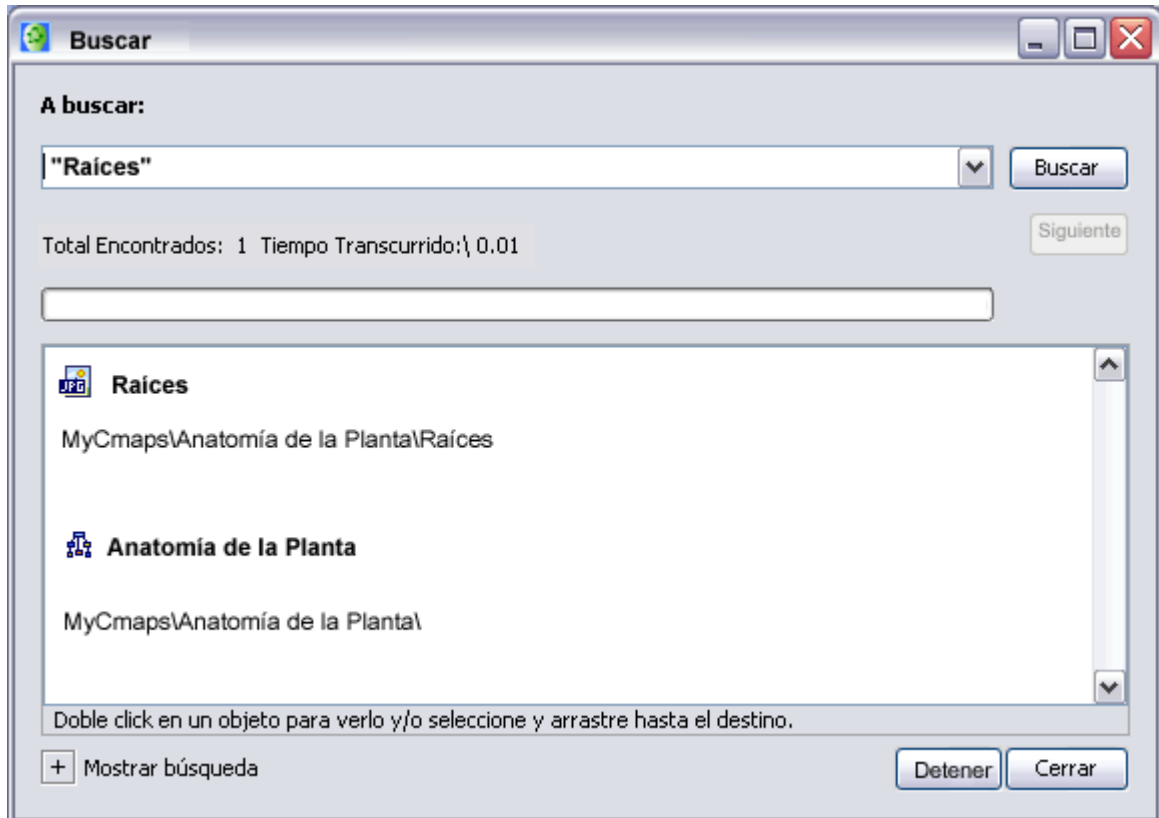 Buscar
A buscar:
"Raíces"
Buscar
Siguiente
Total Encontrados: 1 Tiempo Transcurrido:\ 0.01
JPG
Raíces
MyCmaps\Anatomía de la Planta\Raíces
Anatomía de la Planta
MyCmaps\Anatomía de la Planta\
Doble click en un objeto para verlo y/o seleccione y arrastre hasta el destino.
+ Mostrar búsqueda
Detener
Cerrar